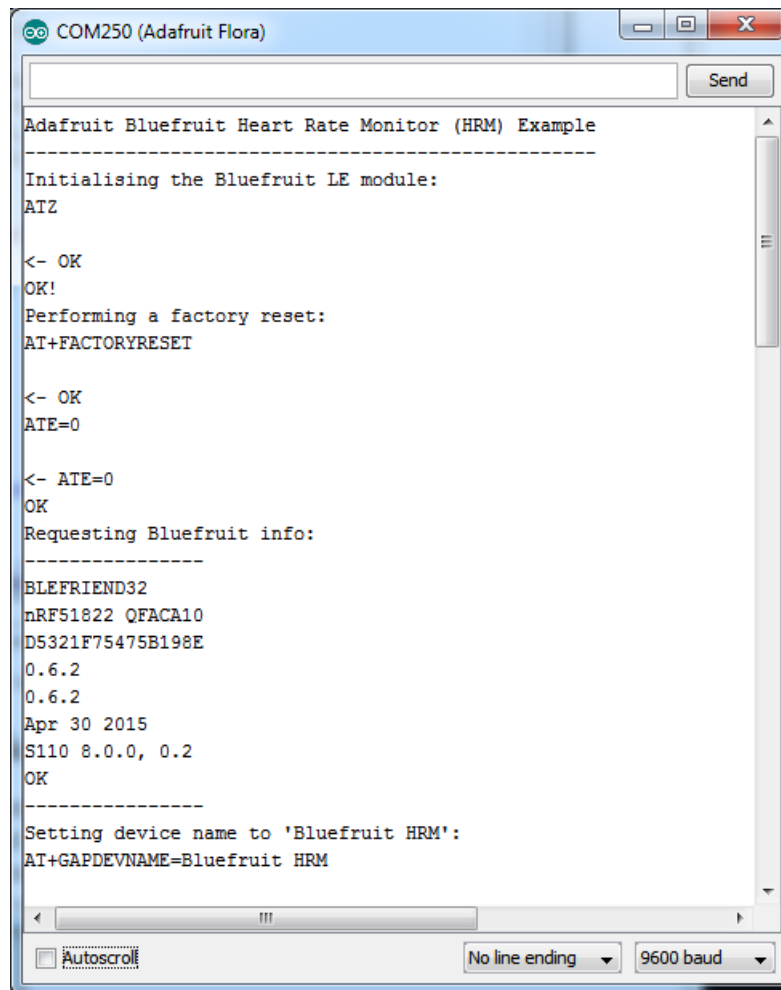 COM250 (Adafruit Flora)
Send
Adafruit Bluefruit Heart Rate Monitor (HRM) Example
---------------------------------------------------
Initialising the Bluefruit LE module:
ATZ
<- OK
OK!
Performing a factory reset:
AT+FACTORYRESET
<- OK
ATE=0
<- ATE=0
OK
Requesting Bluefruit info:
----------------
BLEFRIEND32
nRF51822 QFACA10
D5321F75475B198E
0.6.2
0.6.2
Apr 30 2015
S110 8.0.0, 0.2
OK
----------------
Setting device name to 'Bluefruit HRM':
AT+GAPDEVNAME=Bluefruit HRM
Autoscroll
No line ending
9600 baud